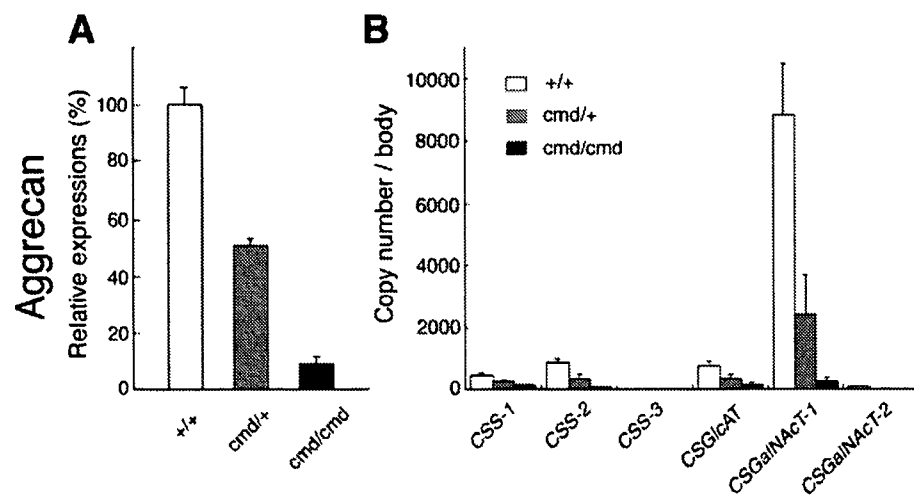 A
Aggrecan
Relative expressions (%)
100
80
60
40
20
0
+/+
cmd/+
cmd/cmd
B
Copy number / body
10000
8000
6000
4000
2000
0
+/+
cmd/+
cmd/cmd
CSS-1
CSS-2
CSS-3
CSGlcAT
CSGalNAcT-1
CSGalNAcT-2